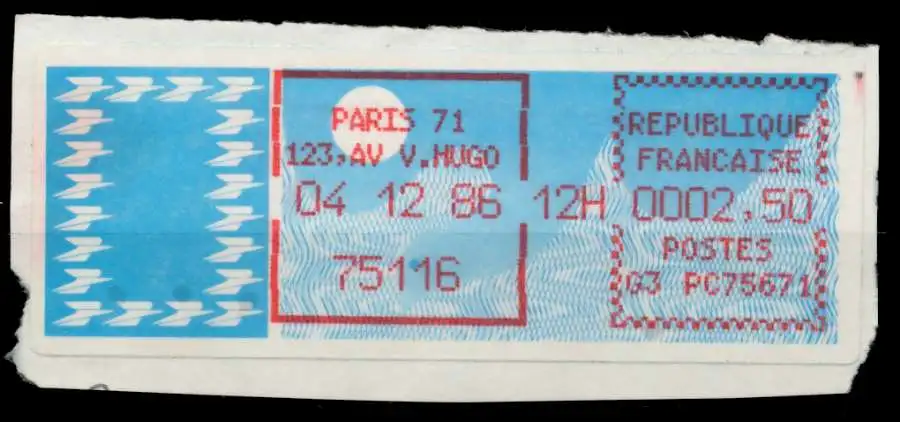 PARIS 71
123,AV V.HUGO
04 12 86 12H
75116
REPUBLIQUE
FRANCAISE
0002,50
POSTES
G3 PC75671